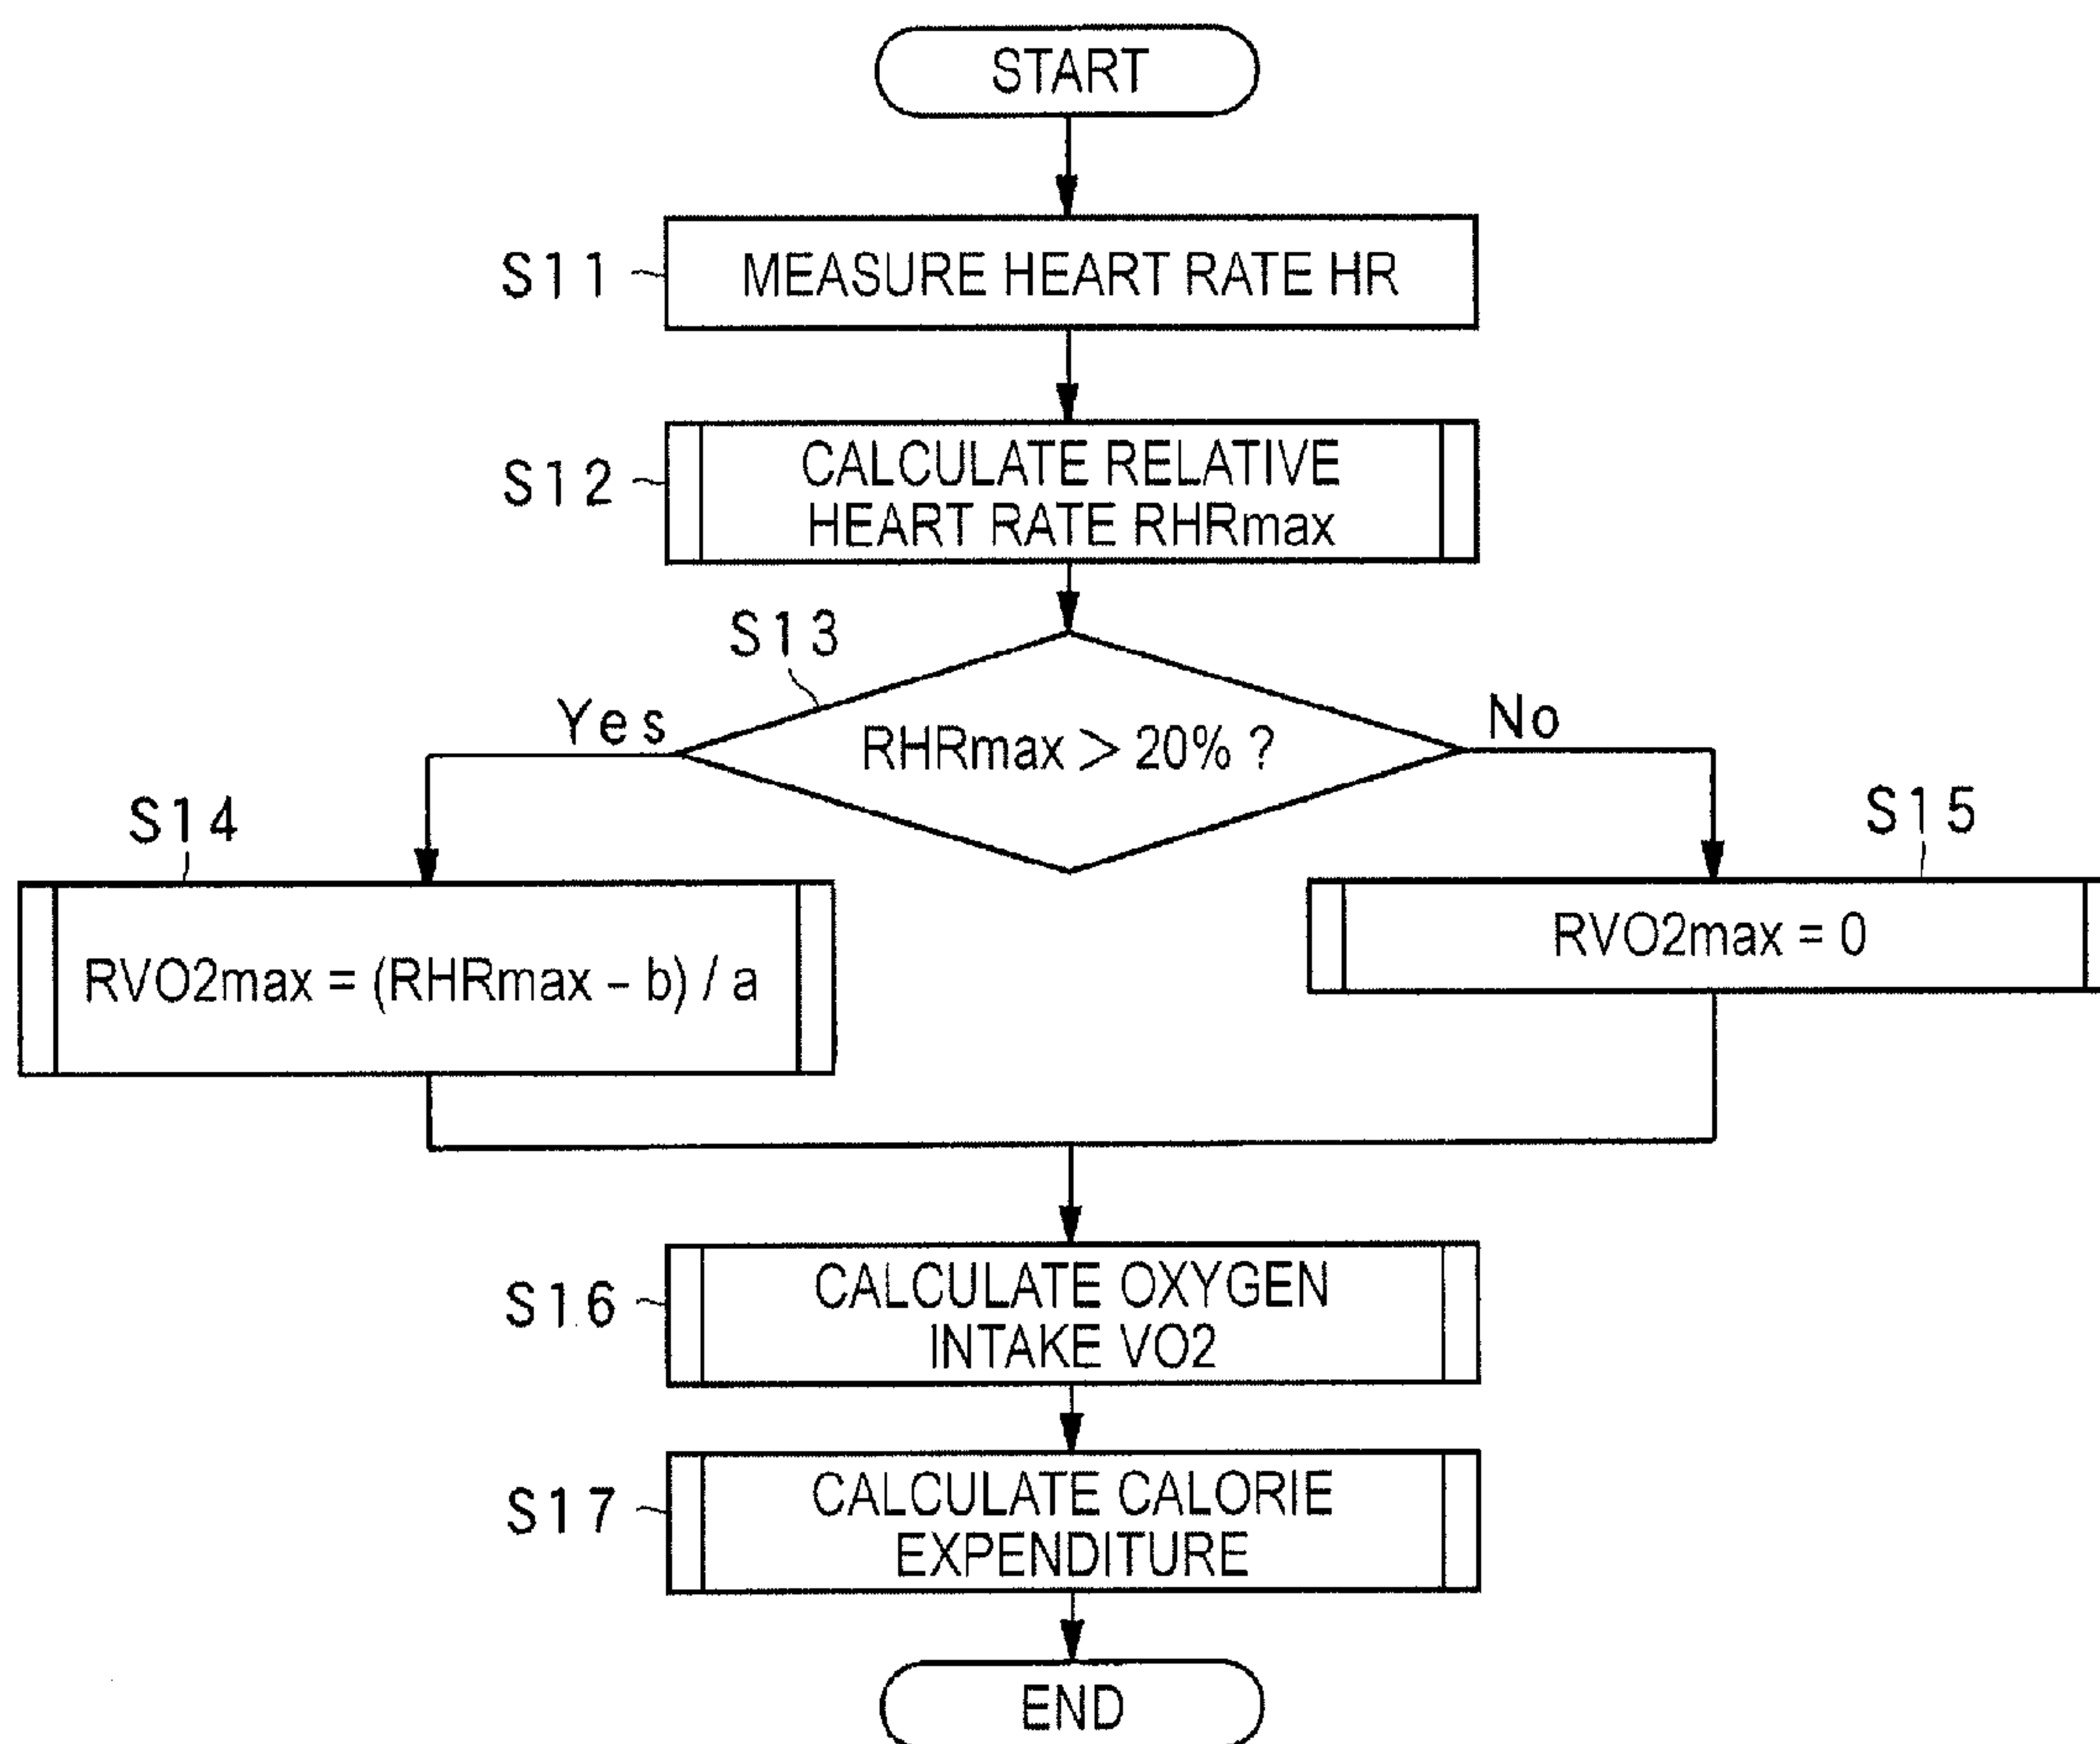 START
S11
MEASURE HEART RATE HR
S12
CALCULATE RELATIVE
HEART RATE RHRmax
S13
Yes
RHRmax > 20% ?
No
S14
RVO2max = (RHRmax – b) / a
S15
RVO2max = 0
S16
CALCULATE OXYGEN
INTAKE VO2
S17
CALCULATE CALORIE
EXPENDITURE
END